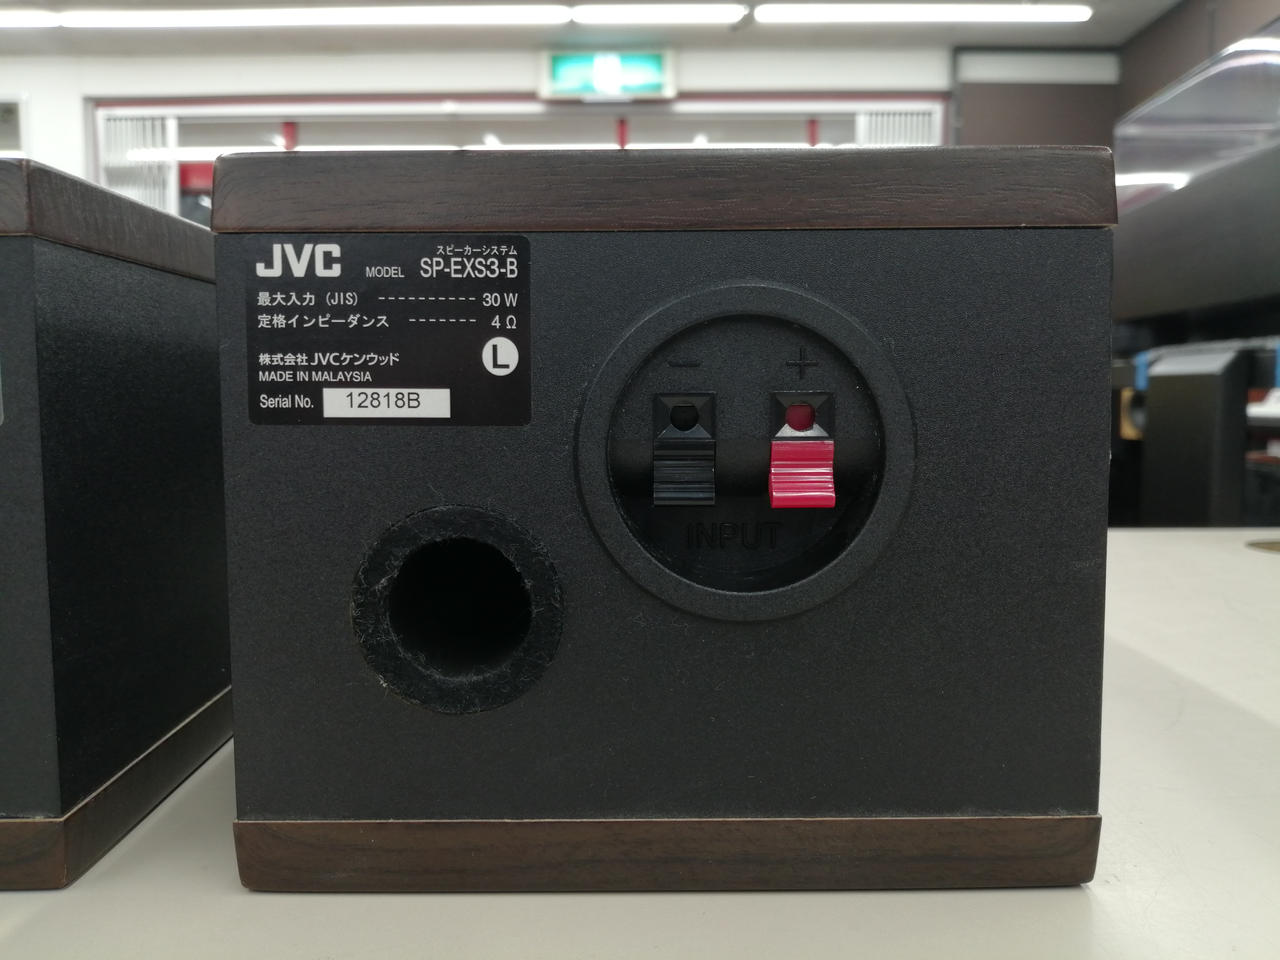 JVC
スピーカーシステム
MODEL SP-EXS3-B
最大入力 (JIS) ---------- 30 W
定格インピーダンス ------- 4 Ω
株式会社 JVCケンウッド
L
MADE IN MALAYSIA
Serial No. 12818B
− +
INPUT